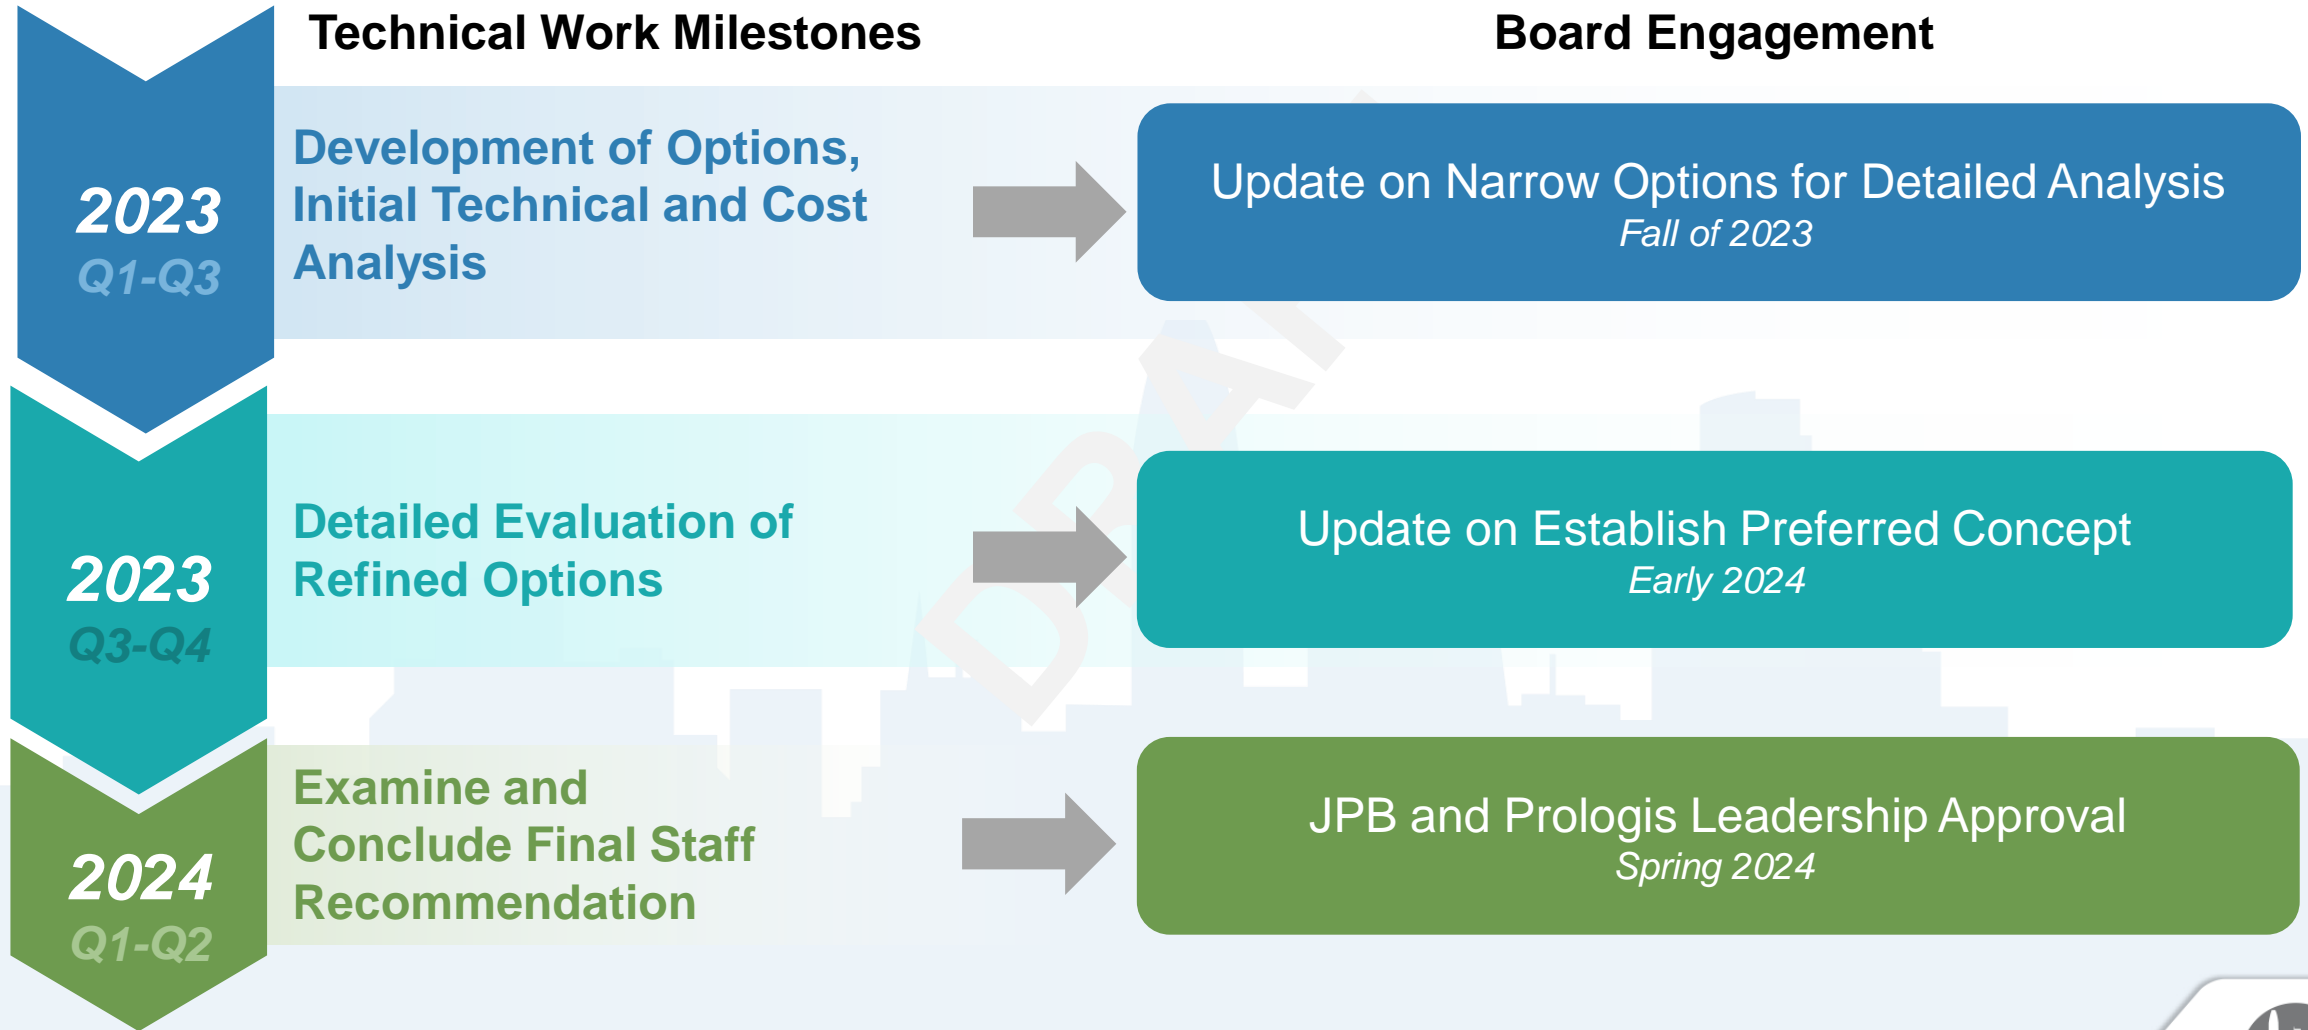 Technical Work Milestones
Board Engagement
2023
Q1-Q3
Development of Options,
Initial Technical and Cost
Analysis
Update on Narrow Options for Detailed Analysis
Fall of 2023
2023
Q3-Q4
Detailed Evaluation of
Refined Options
Update on Establish Preferred Concept
Early 2024
2024
Q1-Q2
Examine and
Conclude Final Staff
Recommendation
JPB and Prologis Leadership Approval
Spring 2024